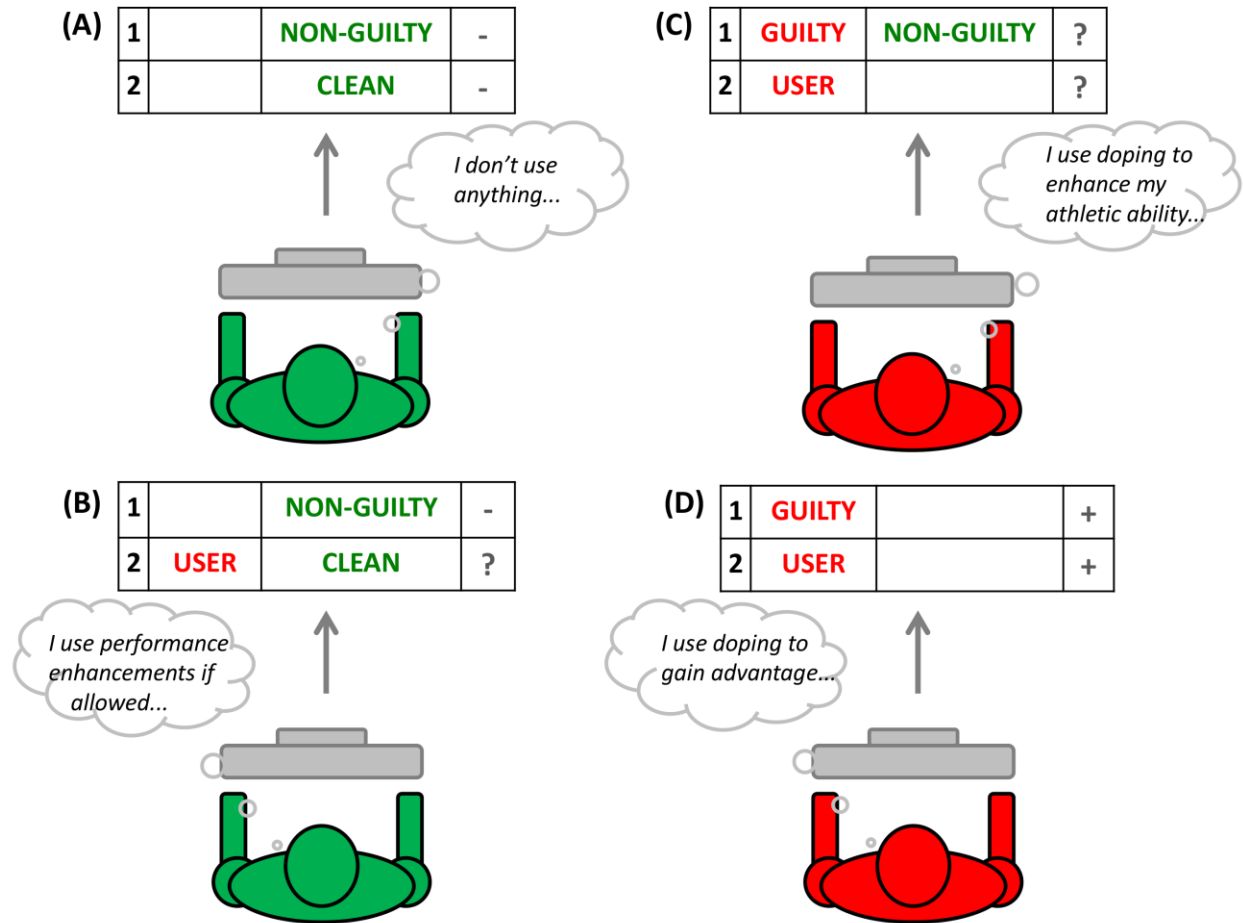 (A)
1 NON-GUILTY -
2 CLEAN -
I don’t use
anything...
(B)
1 NON-GUILTY -
2 USER CLEAN ?
I use performance
enhancements if
allowed...
(C)
1 GUILTY NON-GUILTY ?
2 USER ?
I use doping to
enhance my
athletic ability...
(D)
1 GUILTY +
2 USER +
I use doping to
gain advantage...